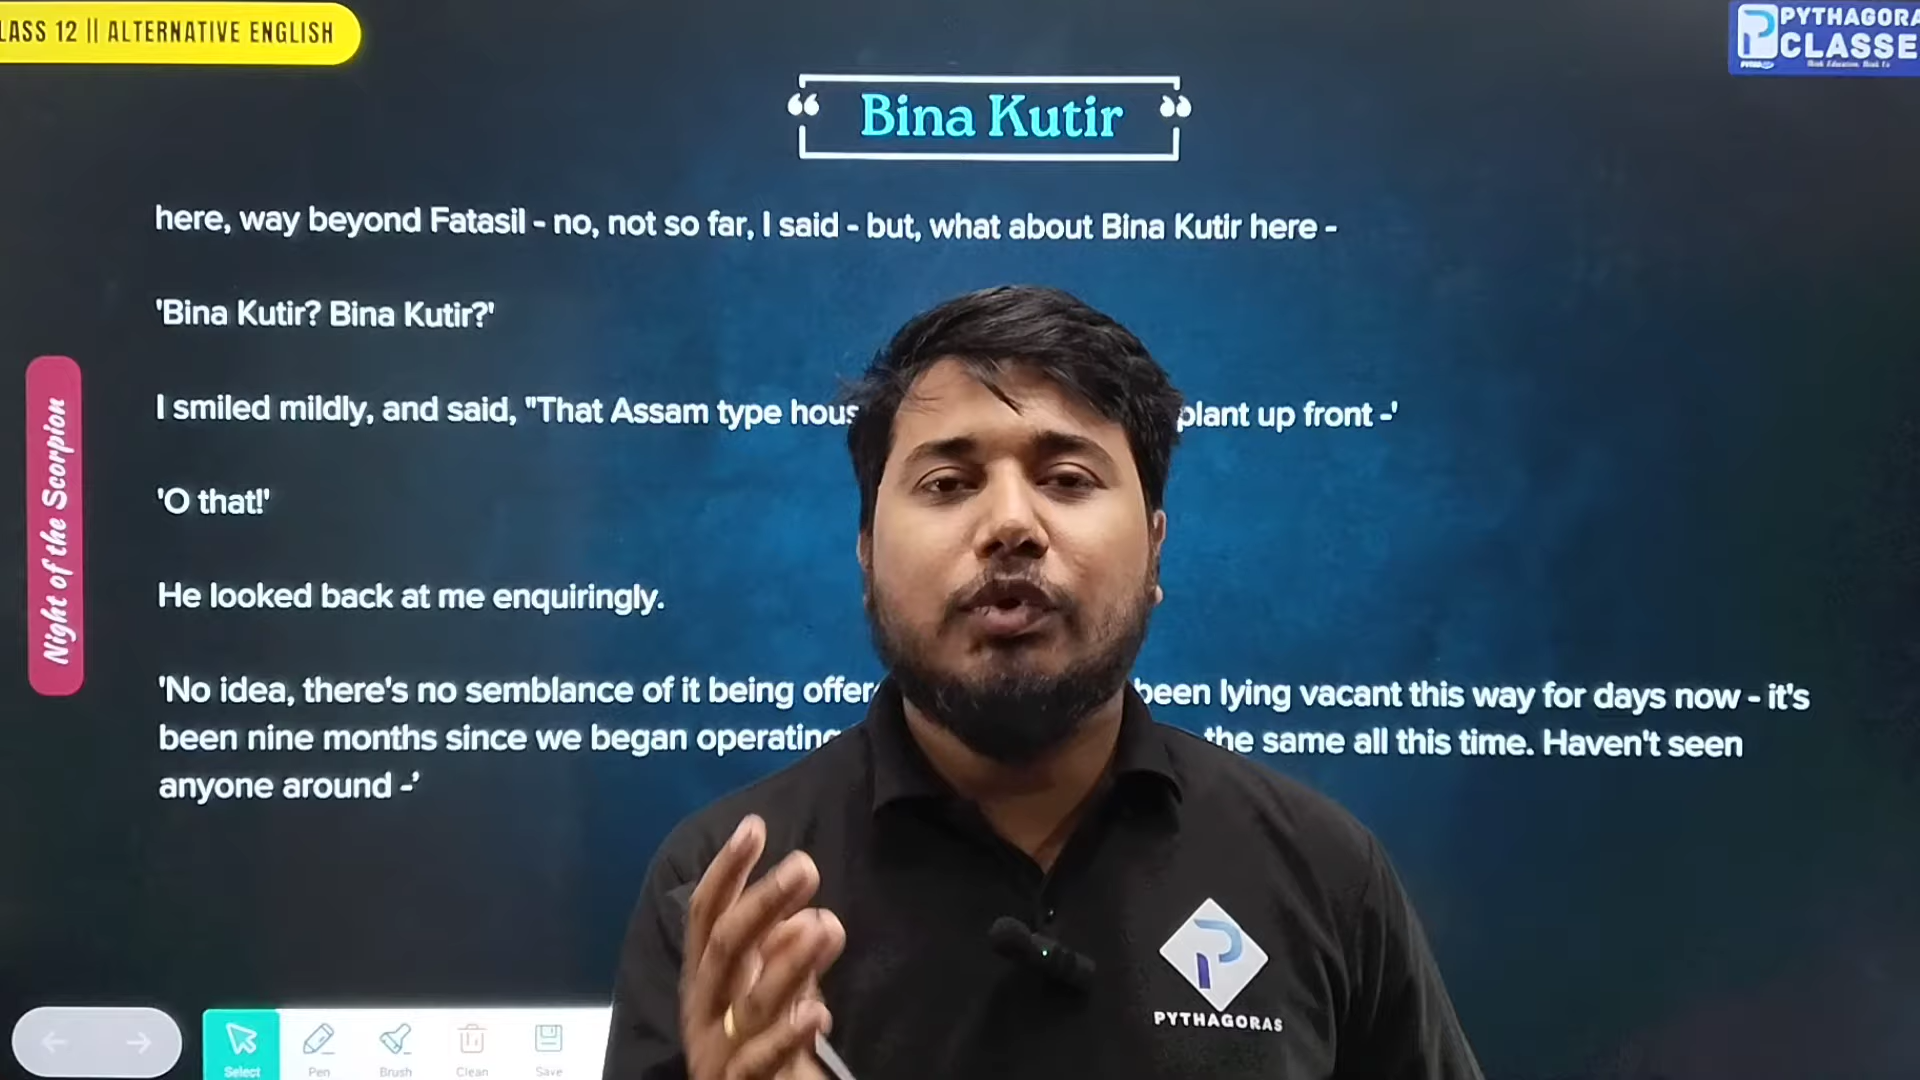 LASS 12 || ALTERNATIVE ENGLISH
PYTHAGORA
CLASSE
“ Bina Kutir ”
here, way beyond Fatasil - no, not so far, I said - but, what about Bina Kutir here -
'Bina Kutir? Bina Kutir?'
I smiled mildly, and said, "That Assam type hous plant up front -'
'O that!'
He looked back at me enquiringly.
'No idea, there's no semblance of it being offer been lying vacant this way for days now - it's
been nine months since we began operating the same all this time. Haven't seen
anyone around -'
Night of the Scorpion
PYTHAGORAS
Select
Pen
Brush
Clean
Save